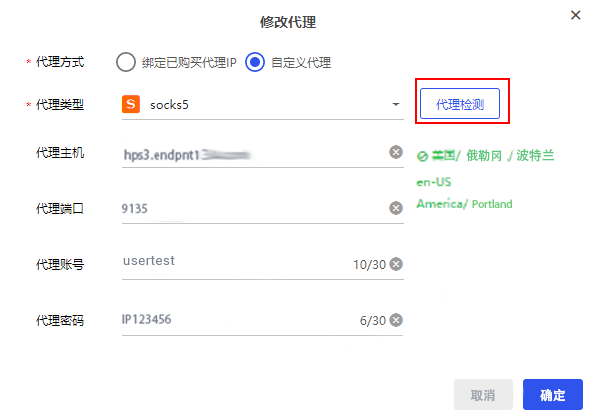 修改代理
* 代理方式 绑定已购买代理IP 自定义代理
* 代理类型 S socks5 代理检测
代理主机 hps3.endpnt1
美国/ 俄勒冈 / 波特兰
en-US
代理端口 9135
America/ Portland
代理账号 usertest 10/30
代理密码 IP123456 6/30
取消 确定